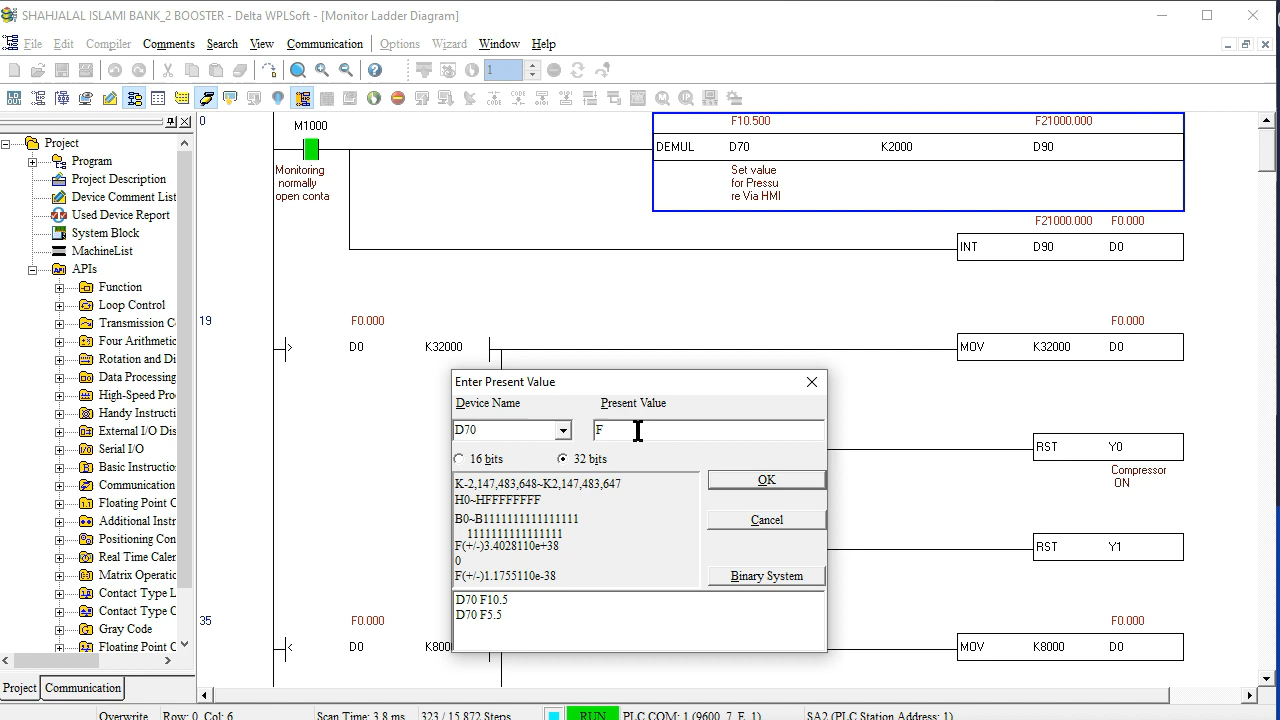 SHAHJALAL ISLAMI BANK_2 BOOSTER - Delta WPLSoft - [Monitor Ladder Diagram]
File Edit Compiler Comments Search View Communication Options Wizard Window Help
1
Project
Program
Project Description
Device Comment List
Used Device Report
System Block
MachineList
APIs
Function
Loop Control
Transmission C
Four Arithmetic
Rotation and Di
Data Processing
High-Speed Pro
Handy Instructi
External I/O Dis
Serial I/O
Basic Instructio
Communication
Floating Point C
Additional Instr
Positioning Con
Real Time Caler
Matrix Operatio
Contact Type L
Contact Type C
Gray Code
Floating Point C
Project Communication
0
M1000
Monitoring
normally
open conta
F10.500 F21000.000
DEMUL D70 K2000 D90
Set value
for Pressu
re Via HMI
F21000.000 F0.000
INT D90 D0
19
F0.000 F0.000
> D0 K32000 MOV K32000 D0
RST Y0
Compressor
ON
RST Y1
35
F0.000 F0.000
< D0 K800 MOV K8000 D0
Enter Present Value
Device Name Present Value
D70 F
16 bits 32 bits
K-2,147,483,648~K2,147,483,647
H0~HFFFFFFFF
B0~B1111111111111111
1111111111111111
F(+/-)3.4028110e+38
0
F(+/-)1.1755110e-38
OK
Cancel
Binary System
D70 F10.5
D70 F5.5
Overwrite Row: 0, Col: 6 Scan Time: 3.8 ms 323 / 15,872 Steps RUN PLC COM: 1 (9600, 7, E, 1) SA2 (PLC Station Address: 1)